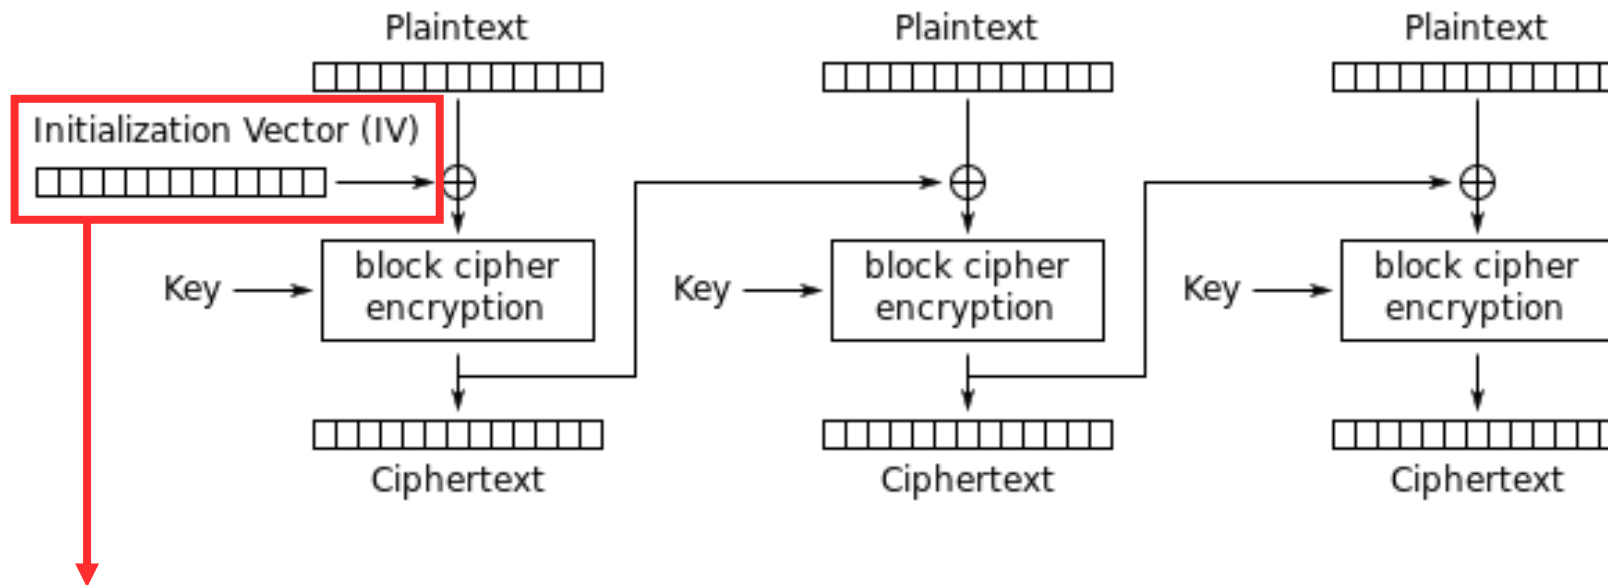 Plaintext
Plaintext
Plaintext
Initialization Vector (IV)
Key
block cipher
encryption
Key
block cipher
encryption
Key
block cipher
encryption
Ciphertext
Ciphertext
Ciphertext